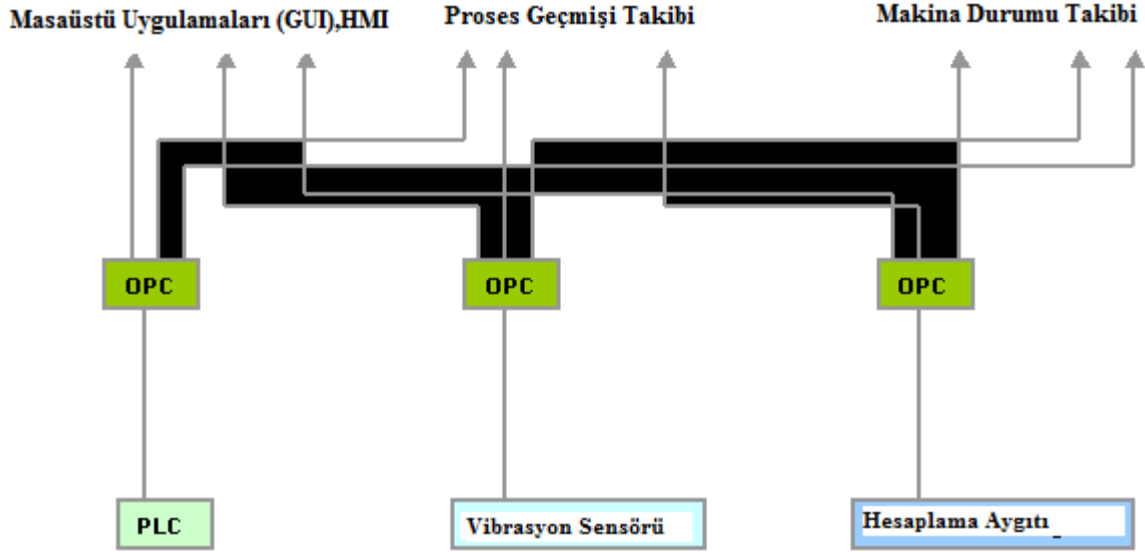 Masaüstü Uygulamaları (GUI),HMI
Proses Geçmişi Takibi
Makina Durumu Takibi
OPC
OPC
OPC
PLC
Vibrasyon Sensörü
Hesaplama Aygıtı